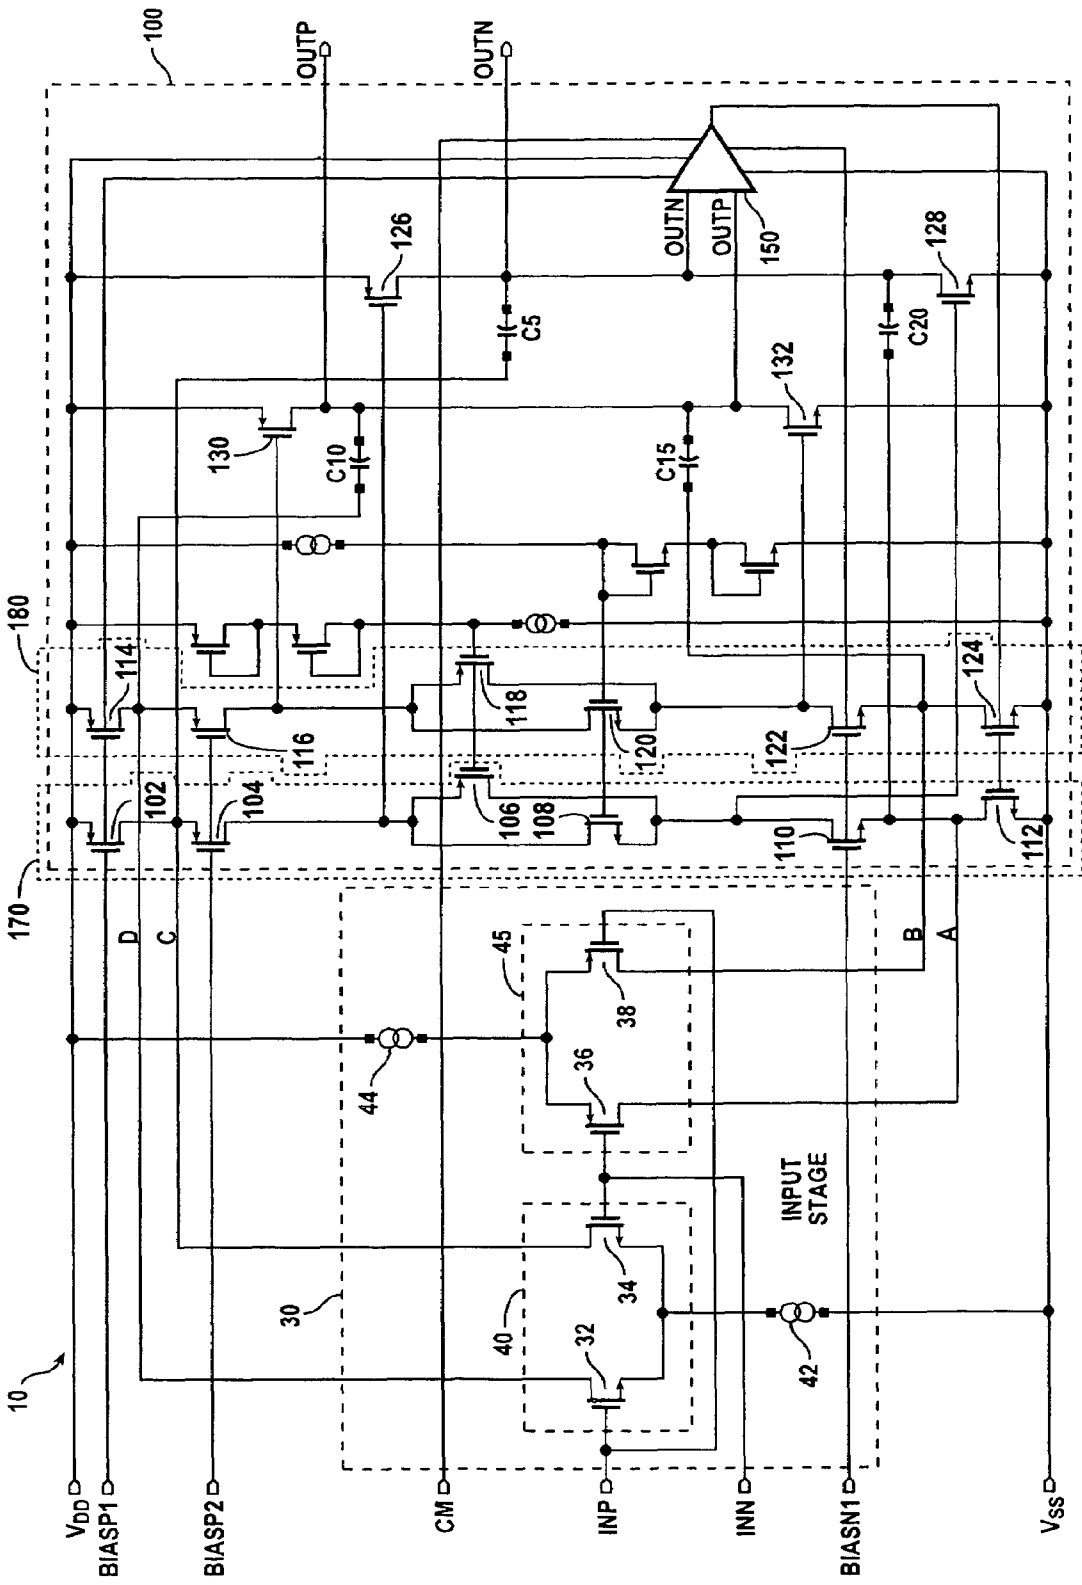 10
V_DD
BIASP1
BIASP2
CM
INP
INN
BIASN1
V_SS
30
40
32
34
42
44
45
36
38
INPUT
STAGE
D
C
B
A
170
180
102
104
106
108
110
112
114
116
118
120
122
124
130
C10
C15
132
126
C5
C20
128
OUTN
OUTP
150
100
OUTP
OUTN